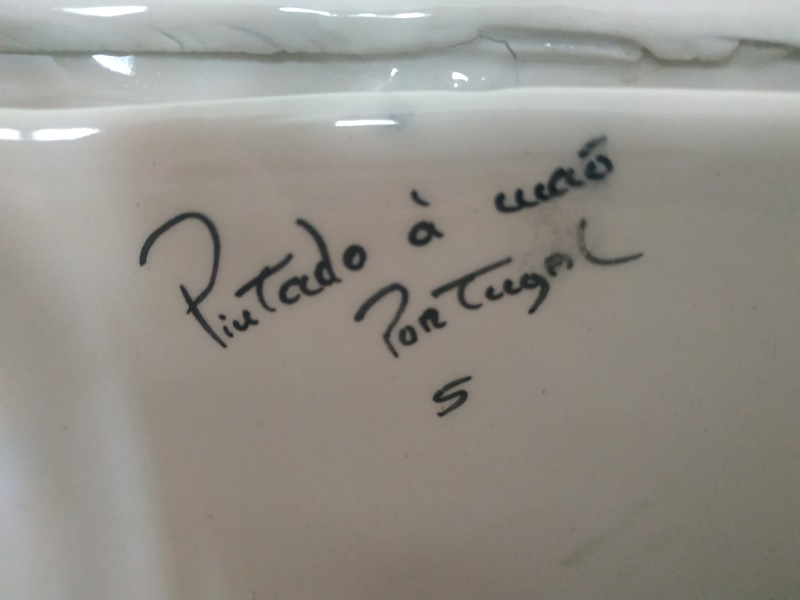 Pintado à mão
Portugal
5